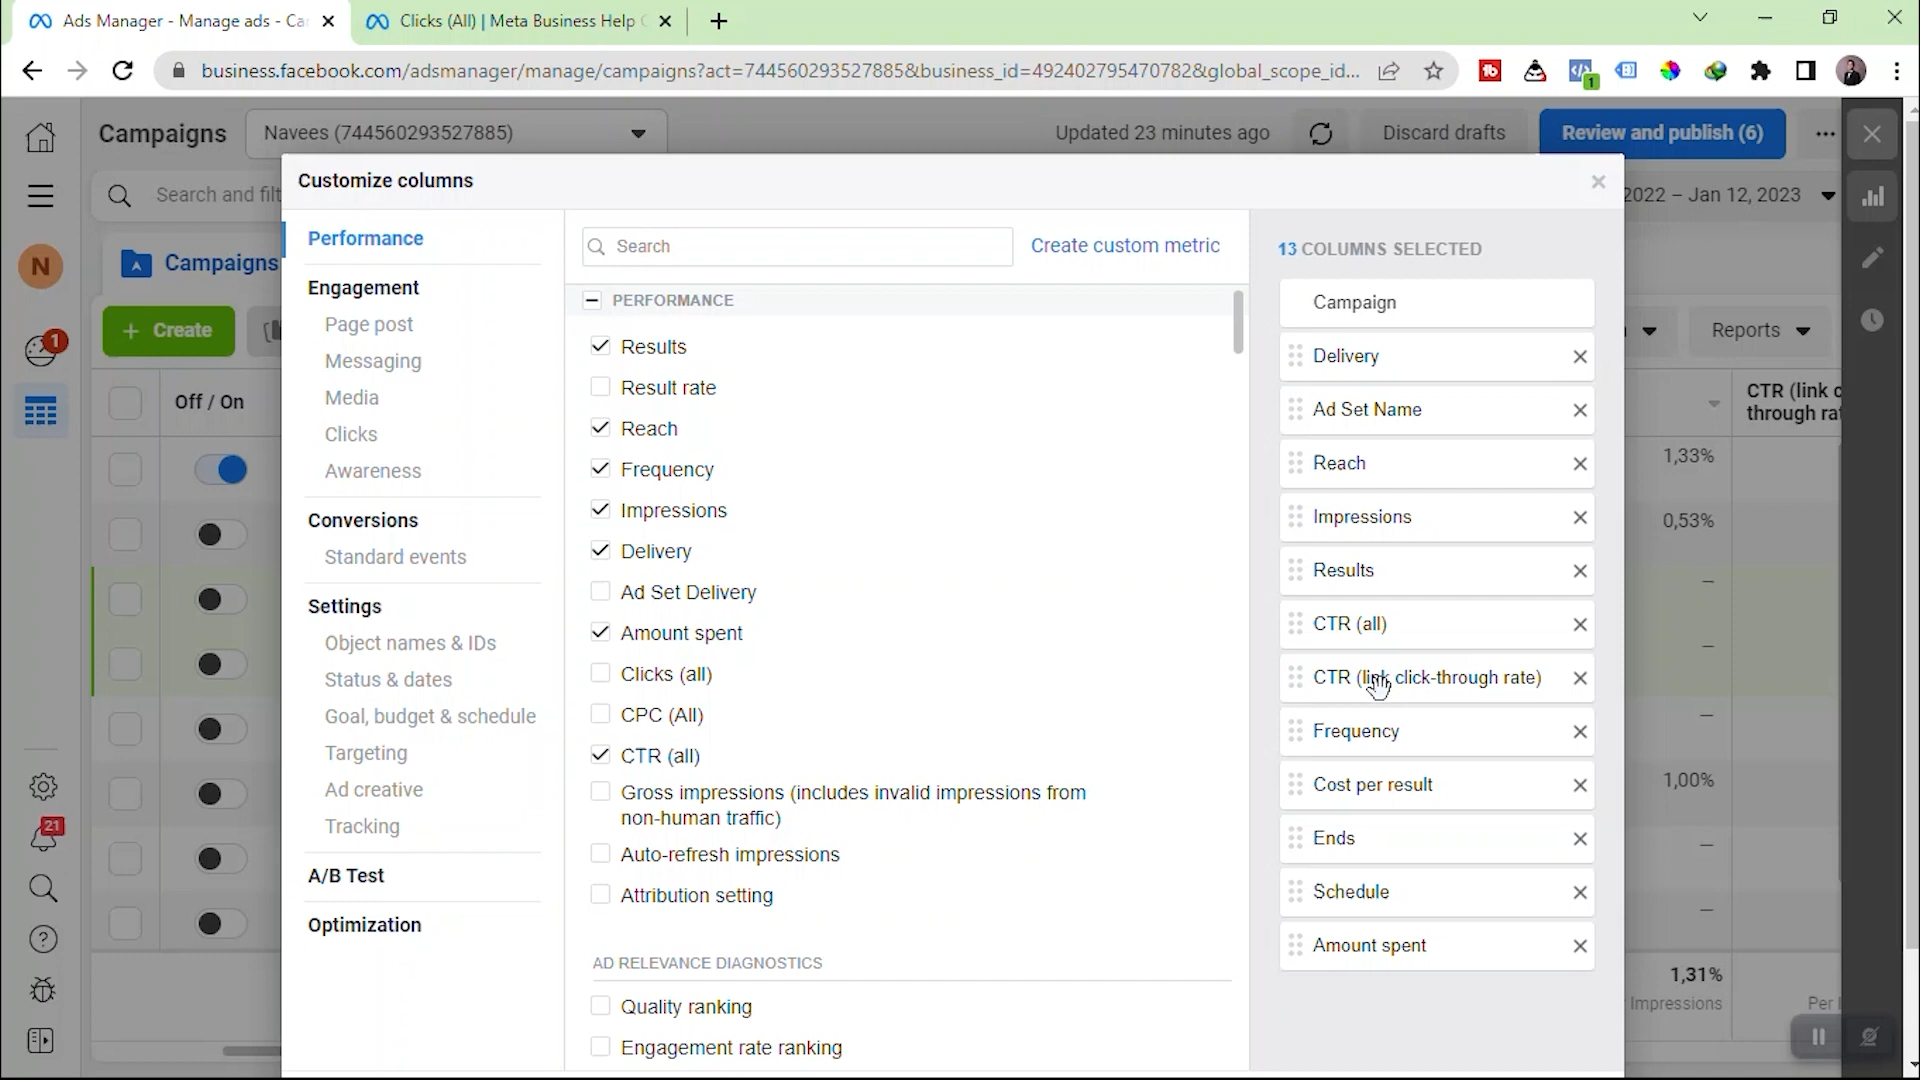 Ads Manager - Manage ads - Ca
Clicks (All) | Meta Business Help C
business.facebook.com/adsmanager/manage/campaigns?act=744560293527885&business_id=492402795470782&global_scope_id...
1
Campaigns
Navees (744560293527885)
Updated 23 minutes ago
Discard drafts
Review and publish (6)
Search and filt
2022 – Jan 12, 2023
Customize columns
N
Campaigns
1
+ Create
Reports
Off / On
CTR (link c
through rat
1,33%
0,53%
–
–
–
1,00%
–
–
1,31%
Impressions
Per I
21
Performance
Engagement
Page post
Messaging
Media
Clicks
Awareness
Conversions
Standard events
Settings
Object names & IDs
Status & dates
Goal, budget & schedule
Targeting
Ad creative
Tracking
A/B Test
Optimization
Search
Create custom metric
PERFORMANCE
Results
Result rate
Reach
Frequency
Impressions
Delivery
Ad Set Delivery
Amount spent
Clicks (all)
CPC (All)
CTR (all)
Gross impressions (includes invalid impressions from
non-human traffic)
Auto-refresh impressions
Attribution setting
AD RELEVANCE DIAGNOSTICS
Quality ranking
Engagement rate ranking
13 COLUMNS SELECTED
Campaign
Delivery
Ad Set Name
Reach
Impressions
Results
CTR (all)
CTR (link click-through rate)
Frequency
Cost per result
Ends
Schedule
Amount spent